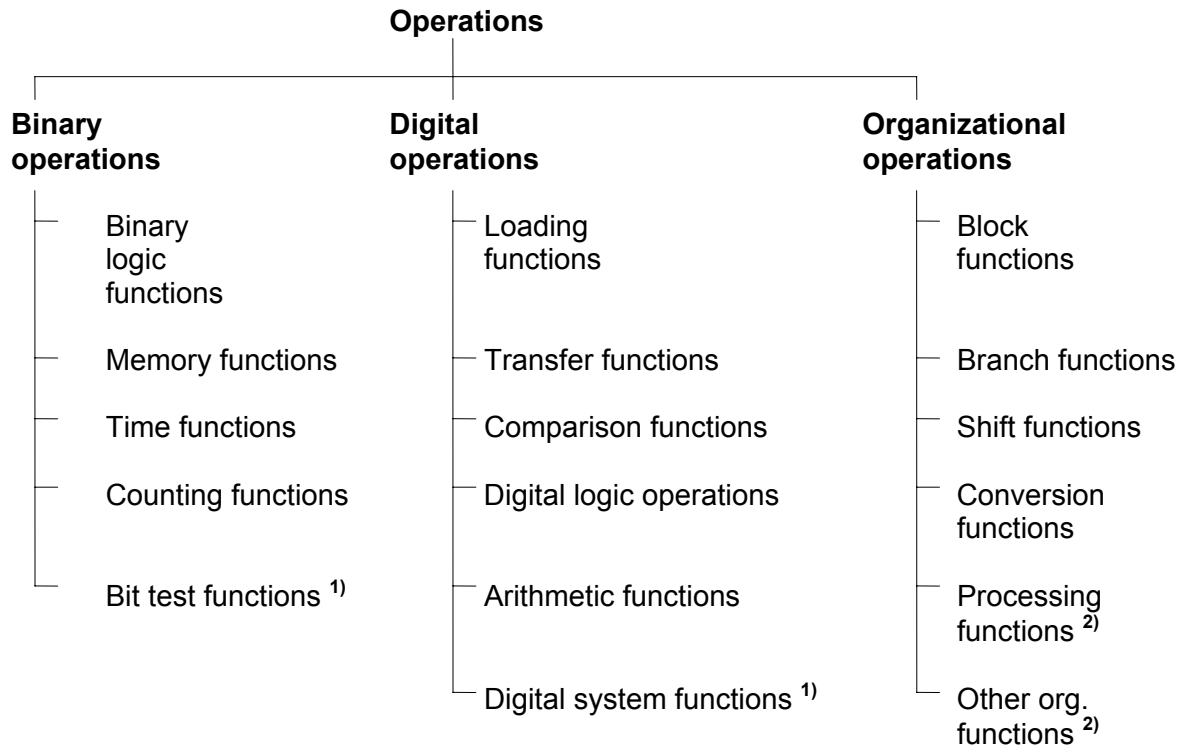 Operations
Binary
operations
Binary
logic
functions
Memory functions
Time functions
Counting functions
Bit test functions 1)
Digital
operations
Loading
functions
Transfer functions
Comparison functions
Digital logic operations
Arithmetic functions
Digital system functions 1)
Organizational
operations
Block
functions
Branch functions
Shift functions
Conversion
functions
Processing
functions 2)
Other org.
functions 2)